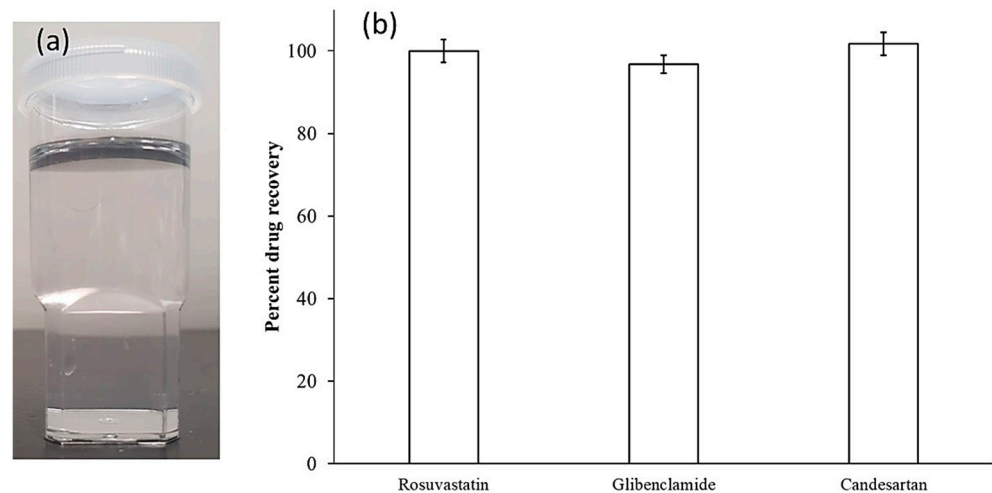 (a)
(b)
Percent drug recovery
100
80
60
40
20
0
Rosuvastatin
Glibenclamide
Candesartan